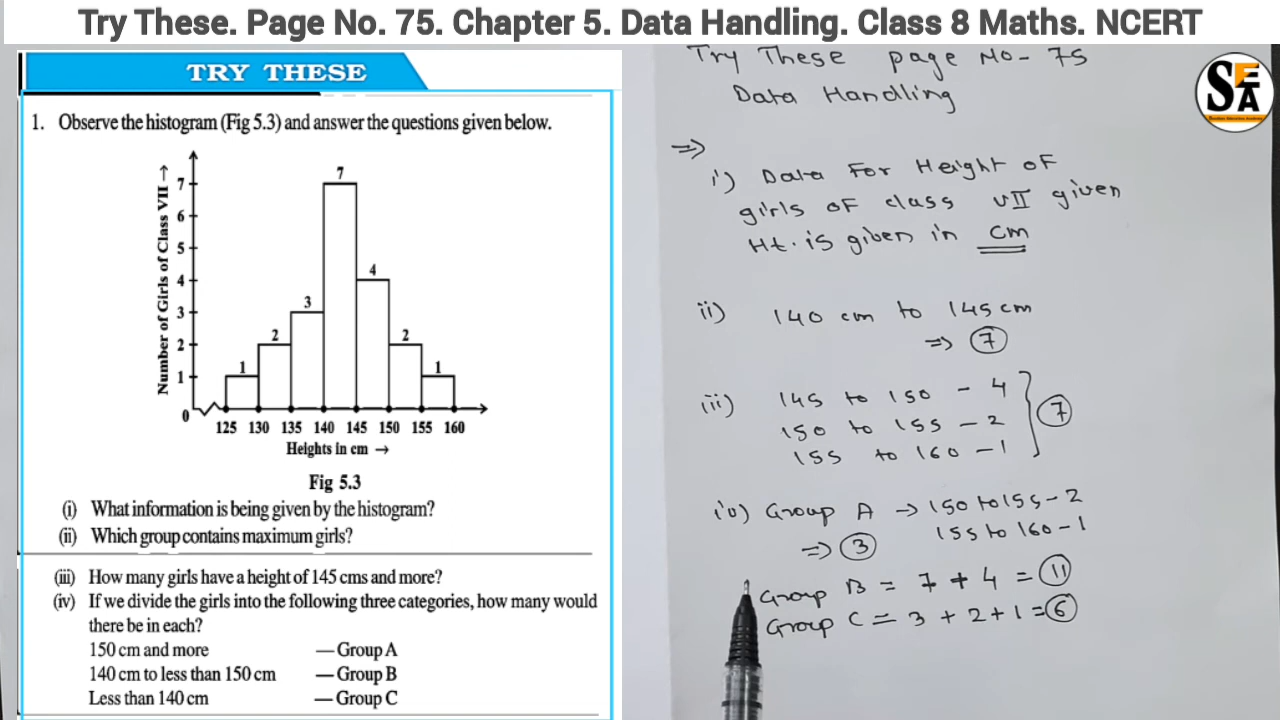 Try These. Page No. 75. Chapter 5. Data Handling. Class 8 Maths. NCERT
TRY THESE
1. Observe the histogram (Fig 5.3) and answer the questions given below.
Number of Girls of Class VII →
7
6
5
4
3
2
1
0
1
2
3
7
4
2
1
125 130 135 140 145 150 155 160
Heights in cm →
Fig 5.3
(i) What information is being given by the histogram?
(ii) Which group contains maximum girls?
(iii) How many girls have a height of 145 cms and more?
(iv) If we divide the girls into the following three categories, how many would
there be in each?
150 cm and more — Group A
140 cm to less than 150 cm — Group B
Less than 140 cm — Group C
Try These page No- 75
Data Handling
⇒
i) Data For Height of
girls of class VII given
Ht. is giben in cm
ii) 140 cm to 145 cm
⇒ 7
iii) 145 to 150 - 4
150 to 155 - 2
155 to 160 - 1
7
iv) Group A → 150 to 155 - 2
155 to 160 - 1
⇒ 3
Group B = 7 + 4 = 11
Group C = 3 + 2 + 1 = 6
SEA